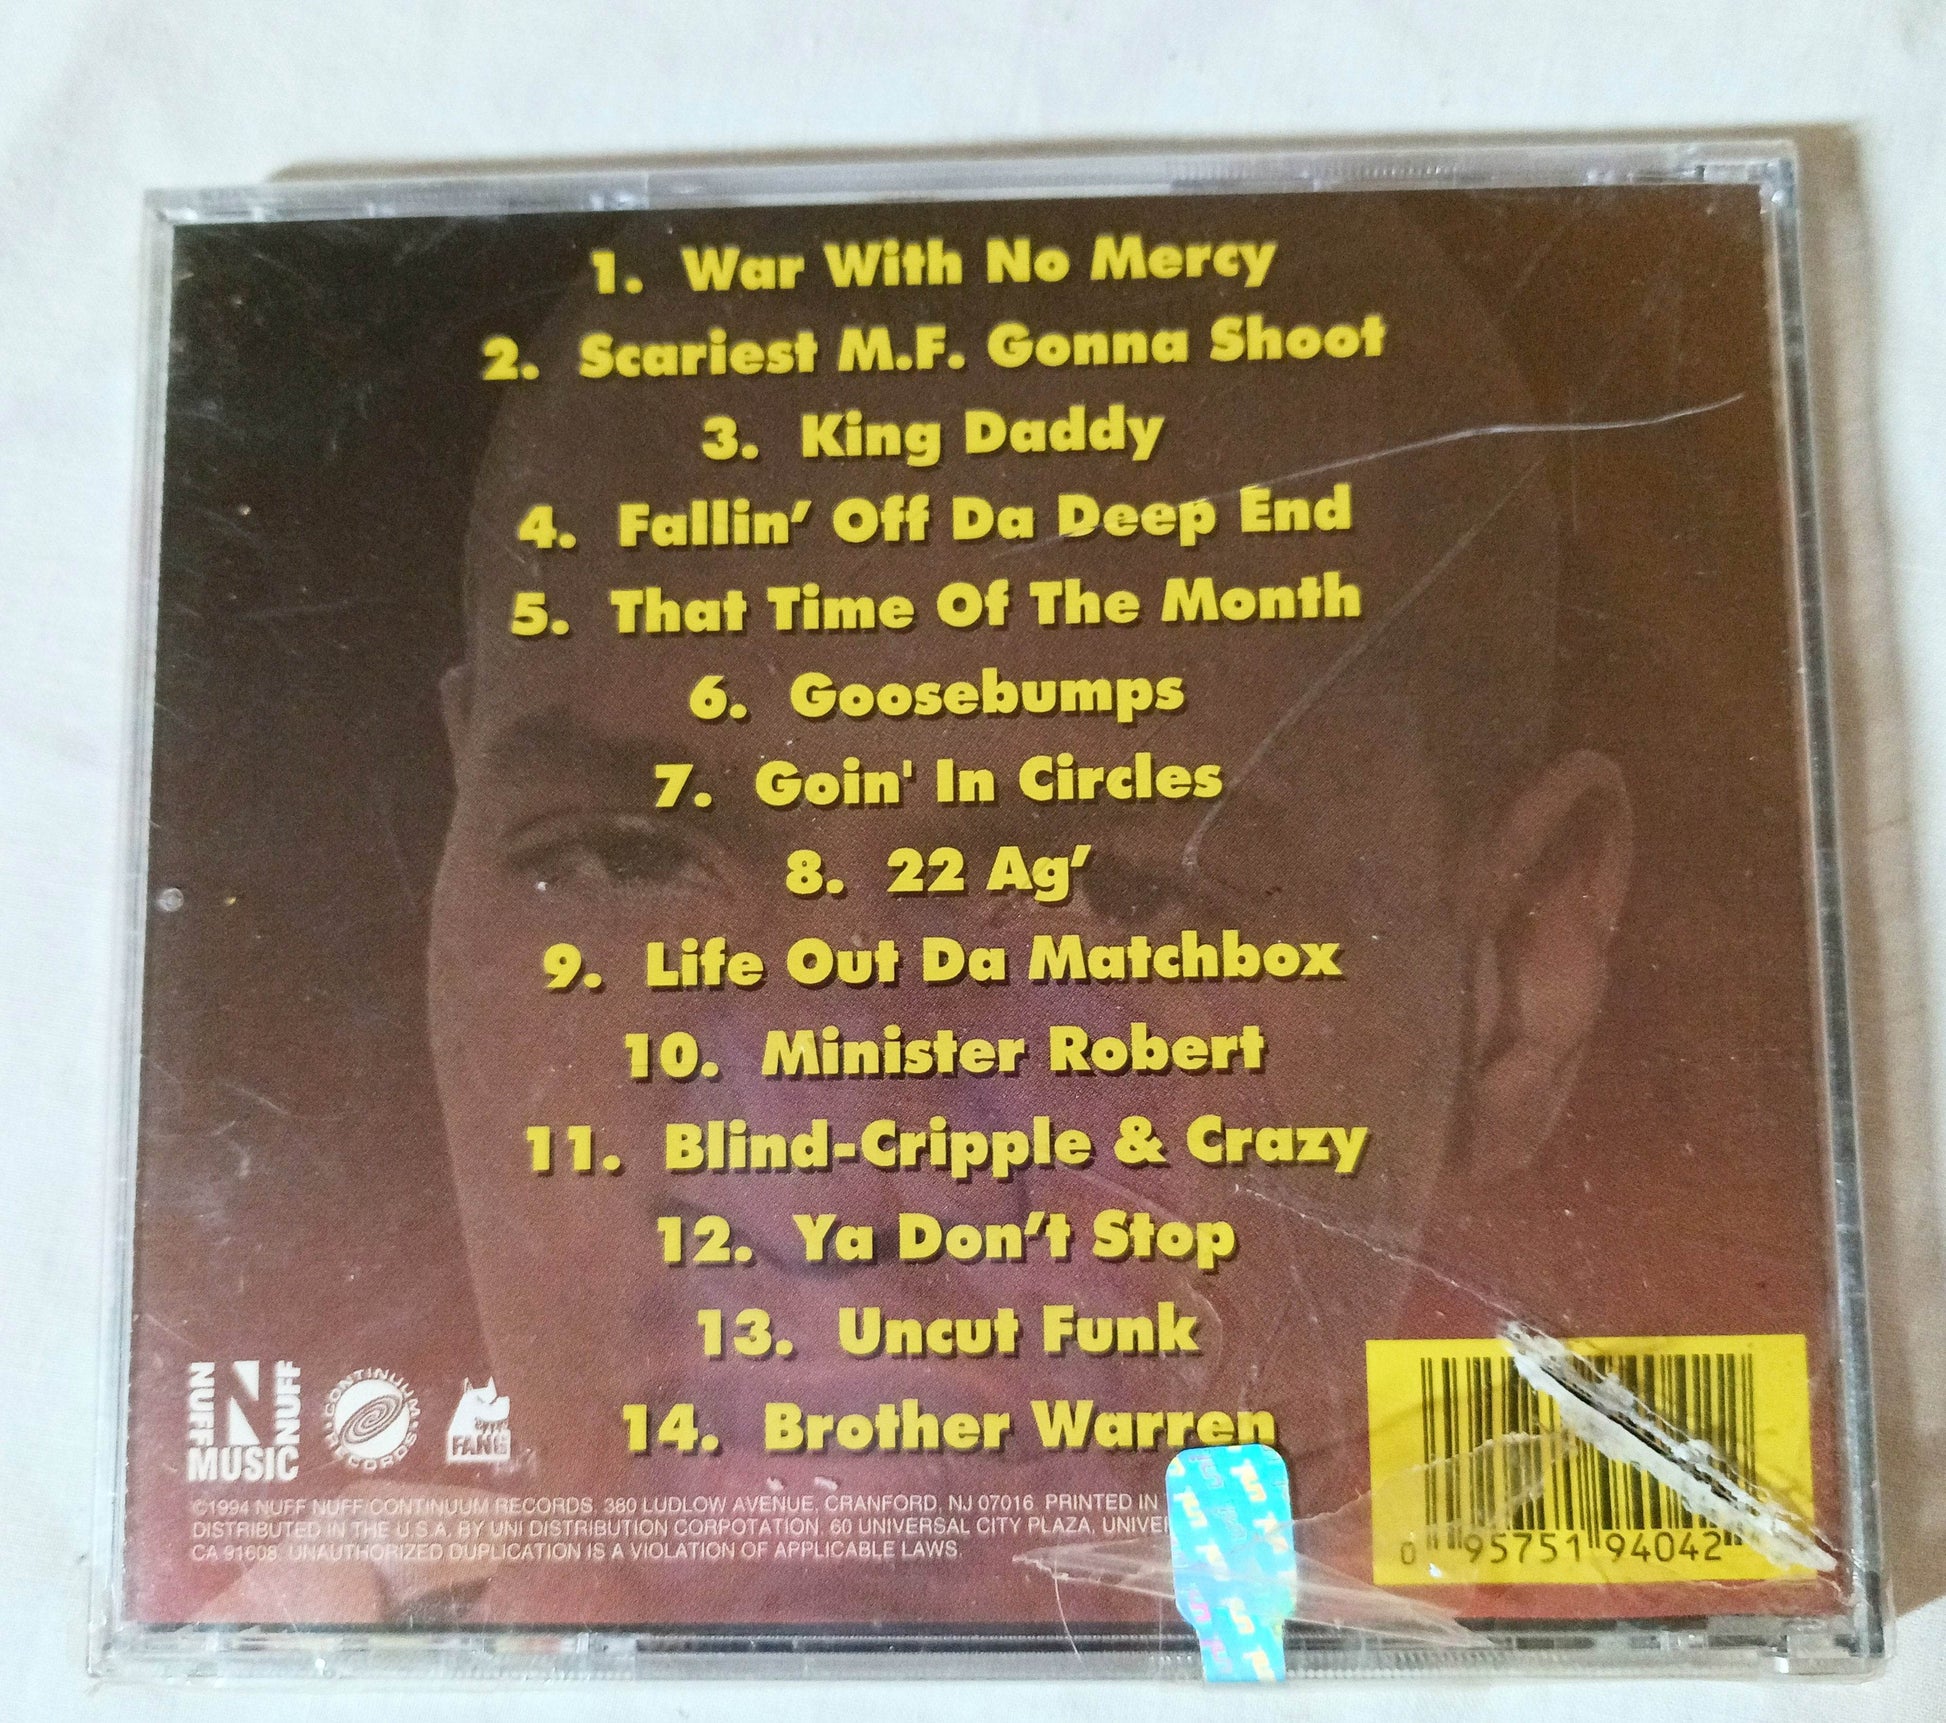 1. War With No Mercy
2. Scariest M.F. Gonna Shoot
3. King Daddy
4. Fallin' Off Da Deep End
5. That Time Of The Month
6. Goosebumps
7. Goin' In Circles
8. 22 Ag'
9. Life Out Da Matchbox
10. Minister Robert
11. Blind-Cripple & Crazy
12. Ya Don't Stop
13. Uncut Funk
14. Brother Warren
NUFF N NUFF
MUSIC
CONTINUUM RECORDS
FANG
©1994 NUFF NUFF/CONTINUUM RECORDS. 380 LUDLOW AVENUE, CRANFORD, NJ 07016 PRINTED IN
DISTRIBUTED IN THE U.S.A. BY UNI DISTRIBUTION CORPOTATION. 60 UNIVERSAL CITY PLAZA,
CA 91608. UNAUTHORIZED DUPLICATION IS A VIOLATION OF APPLICABLE LAWS.
0 95751 94042